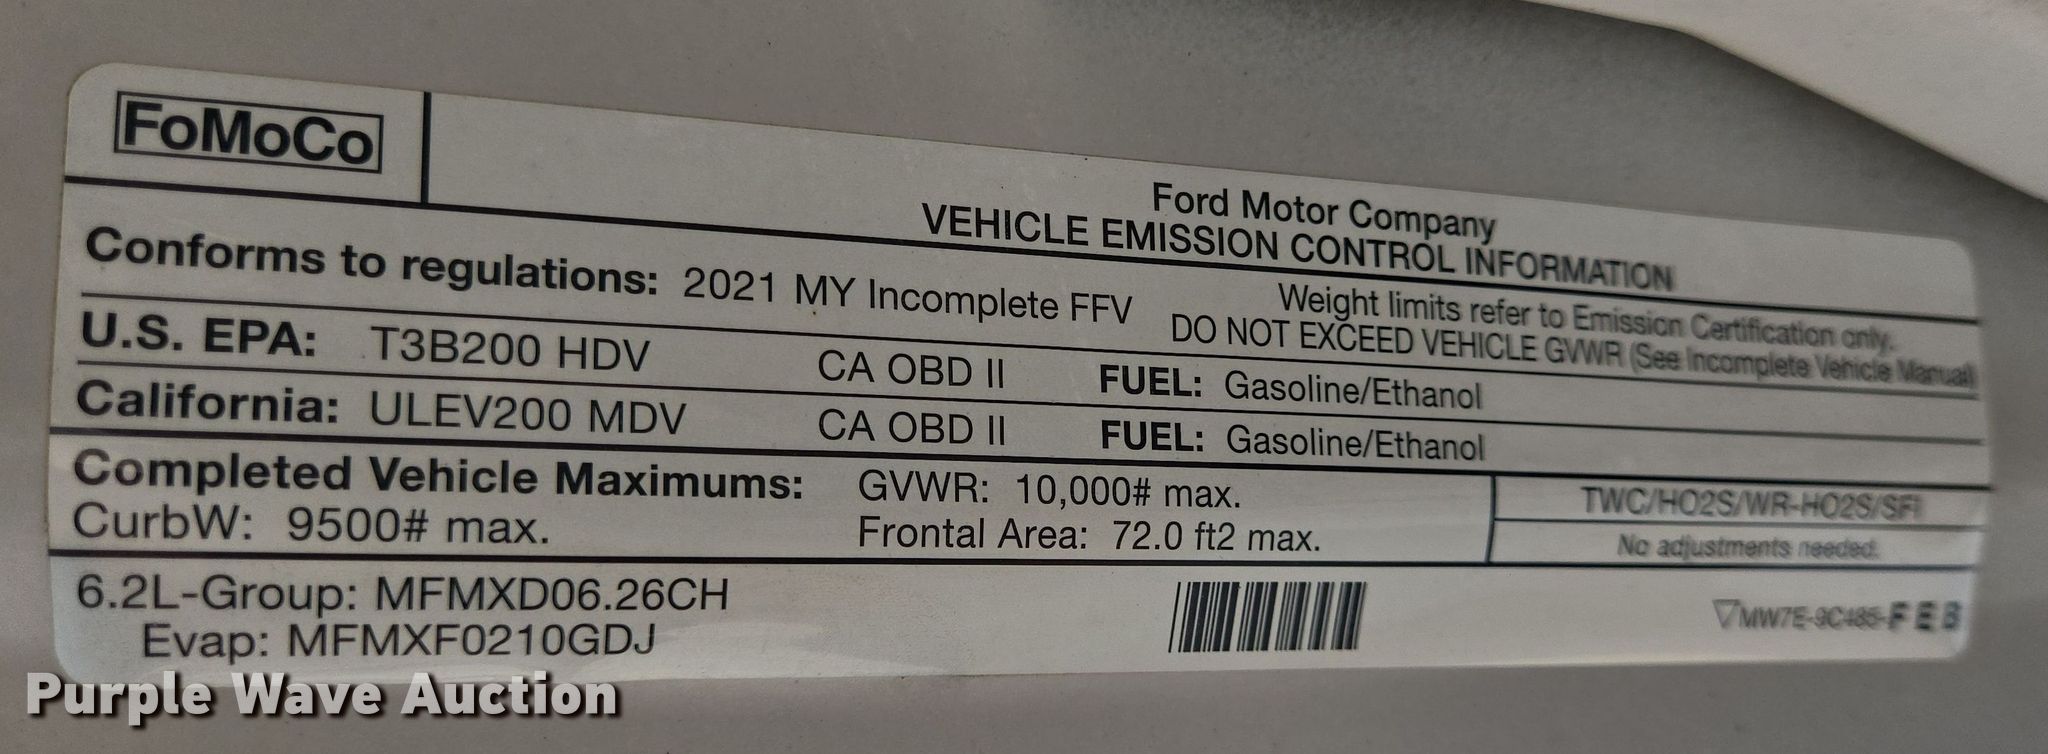 FoMoCo
Ford Motor Company
VEHICLE EMISSION CONTROL INFORMATION
Conforms to regulations: 2021 MY Incomplete FFV
Weight limits refer to Emission Certification only.
DO NOT EXCEED VEHICLE GVWR (See Incomplete Vehicle Manual)
U.S. EPA: T3B200 HDV CA OBD II FUEL: Gasoline/Ethanol
California: ULEV200 MDV CA OBD II FUEL: Gasoline/Ethanol
Completed Vehicle Maximums: GVWR: 10,000# max.
CurbW: 9500# max. Frontal Area: 72.0 ft2 max.
TWC/HO2S/WR-HO2S/SFI
No adjustments needed.
6.2L-Group: MFMXD06.26CH
Evap: MFMXF0210GDJ
MW7E-9C485-FEB
Purple Wave Auction